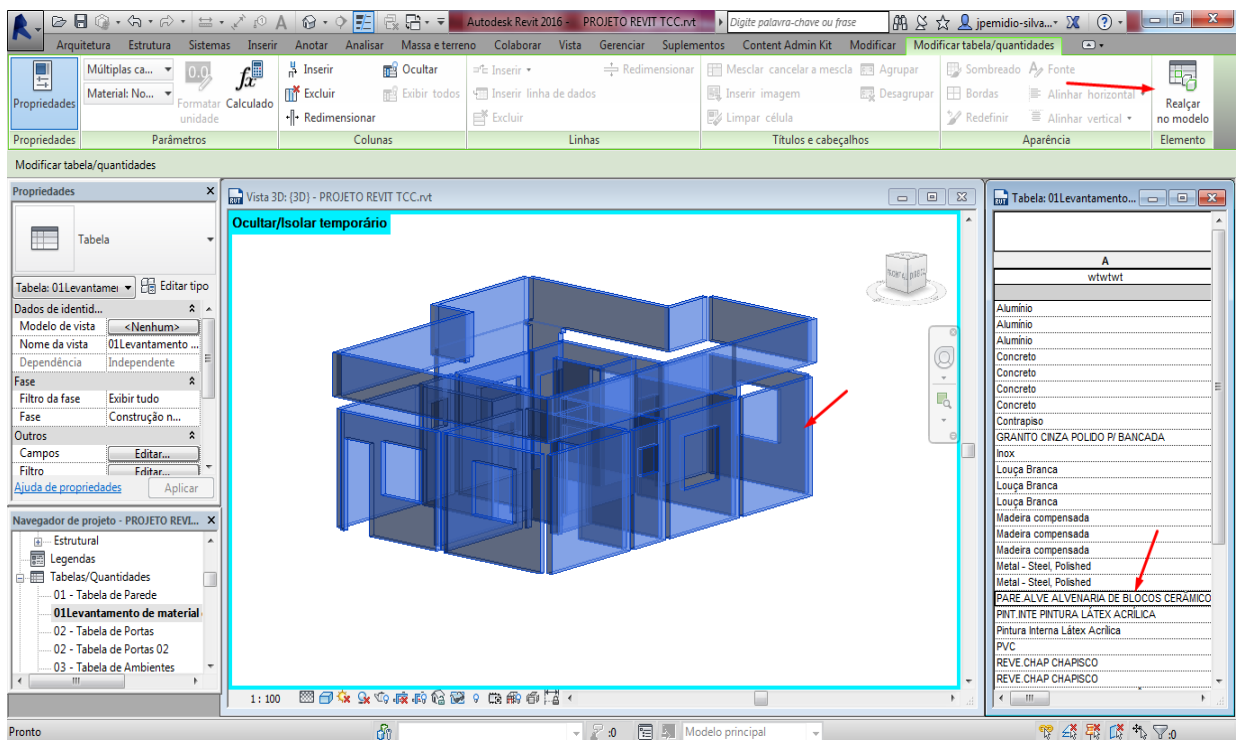 Autodesk Revit 2016 - PROJETO REVIT TCC.rvt Digite palavra-chave ou frase jpemidio-silva...
Arquitetura Estrutura Sistemas Inserir Anotar Analisar Massa e terreno Colaborar Vista Gerenciar Suplementos Content Admin Kit Modificar Modificar tabela/quantidades
Múltiplas ca... Inserir Ocultar Inserir Redimensionar Mesclar cancelar a mescla Agrupar Sombreado Fonte
Material: No... Excluir Exibir todos Inserir linha de dados Inserir imagem Desagrupar Bordas Alinhar horizontal
Propriedades Formatar unidade Calculado Redimensionar Excluir Limpar célula Redefinir Alinhar vertical Realçar no modelo
Propriedades Parâmetros Colunas Linhas Títulos e cabeçalhos Aparência Elemento
Modificar tabela/quantidades
Propriedades X
Tabela
Tabela: 01Levantamer Editar tipo
Dados de identid...
Modelo de vista <Nenhum>
Nome da vista 01Levantamento ...
Dependência Independente
Fase
Filtro da fase Exibir tudo
Fase Construção n...
Outros
Campos Editar...
Filtro Editar...
Ajuda de propriedades Aplicar
Navegador de projeto - PROJETO REVI... X
Estrutural
Legendas
Tabelas/Quantidades
01 - Tabela de Parede
01Levantamento de material
02 - Tabela de Portas
02 - Tabela de Portas 02
03 - Tabela de Ambientes
Vista 3D: {3D} - PROJETO REVIT TCC.rvt
Ocultar/Isolar temporário
1 : 100
Tabela: 01Levantamento...
A
wtwtwt
Alumínio
Alumínio
Alumínio
Concreto
Concreto
Concreto
Concreto
Contrapiso
GRANITO CINZA POLIDO P/ BANCADA
Inox
Louça Branca
Louça Branca
Louça Branca
Madeira compensada
Madeira compensada
Madeira compensada
Metal - Steel, Polished
Metal - Steel, Polished
PARE.ALVE ALVENARIA DE BLOCOS CERÂMICO
PINT.INTE PINTURA LÁTEX ACRÍLICA
Pintura Interna Látex Acrílica
PVC
REVE.CHAP CHAPISCO
REVE.CHAP CHAPISCO
Pronto :0 Modelo principal :0